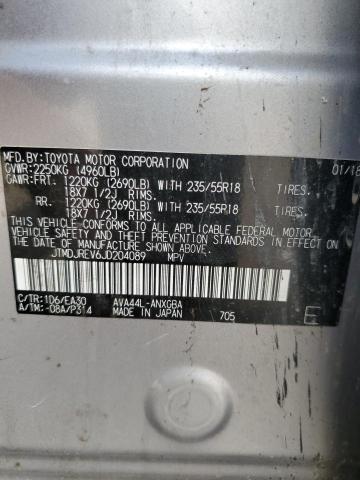 MFD.BY:TOYOTA MOTOR CORPORATION 01/18
GVWR:2250KG (4960LB)
GAWR:FRT. 1220KG (2690LB) WITH 235/55R18 TIRES.
18X7 1/2J RIMS.
RR. 1220KG (2690LB) WITH 235/55R18 TIRES.
18X7 1/2J RIMS.
THIS VEHICLE CONFORMS TO ALL APPLICABLE FEDERAL MOTOR
VEHICLE SAFETY STANDARDS IN EFFECT ON THE DATE OF
MANUFACTURE SHOWN ABOVE.
JTMDJREV6JD204089 MPV
C/TR:1D6/EA30 AVA44L-ANXGBA
A/TM:-08A/P314 MADE IN JAPAN 705 E